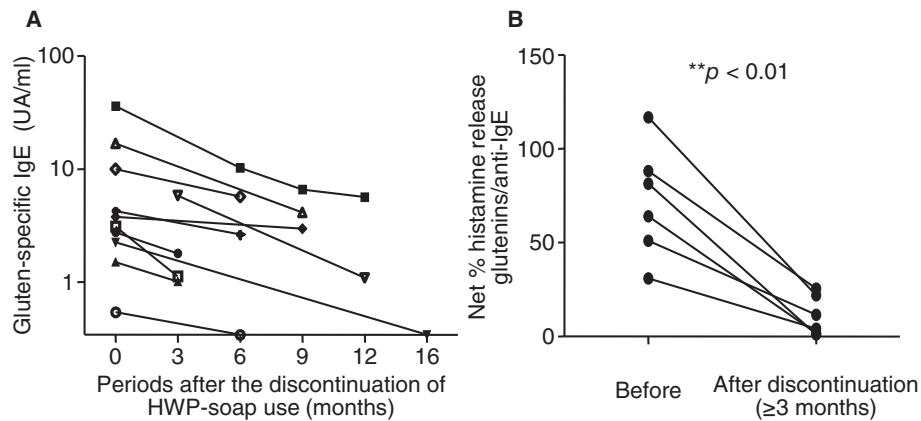 A
Gluten-specific IgE (UA/ml)
100
10
1
0 3 6 9 12 16
Periods after the discontinuation of
HWP-soap use (months)
B
Net % histamine release
glutenins/anti-IgE
150
100
50
0
**p < 0.01
Before
After discontinuation
(≥3 months)